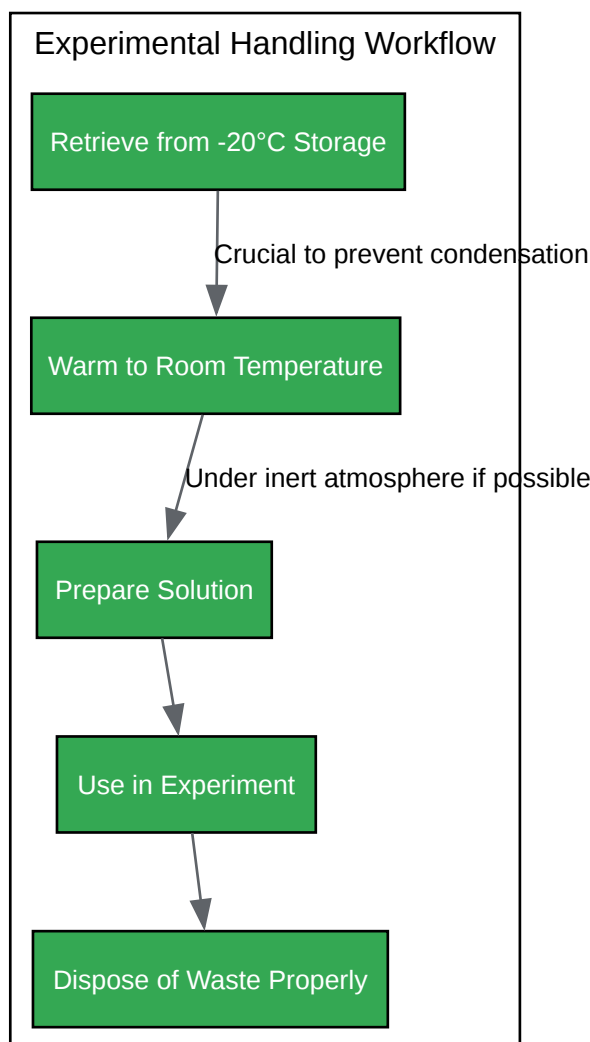 Experimental Handling Workflow
Retrieve from -20°C Storage
Crucial to prevent condensation
Warm to Room Temperature
Under inert atmosphere if possible
Prepare Solution
Use in Experiment
Dispose of Waste Properly